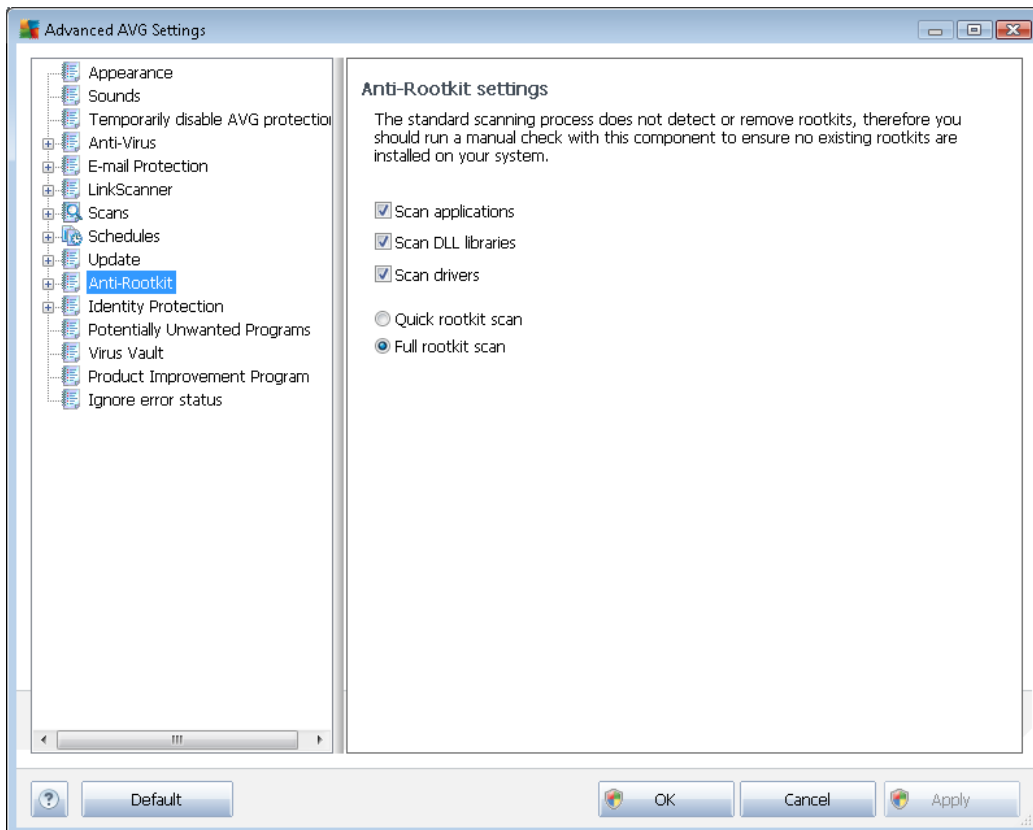 Advanced AVG Settings
Appearance
Sounds
Temporarily disable AVG protection
Anti-Virus
E-mail Protection
LinkScanner
Scans
Schedules
Update
Anti-Rootkit
Identity Protection
Potentially Unwanted Programs
Virus Vault
Product Improvement Program
Ignore error status
Anti-Rootkit settings
The standard scanning process does not detect or remove rootkits, therefore you
should run a manual check with this component to ensure no existing rootkits are
installed on your system.
Scan applications
Scan DLL libraries
Scan drivers
Quick rootkit scan
Full rootkit scan
?
Default
OK
Cancel
Apply